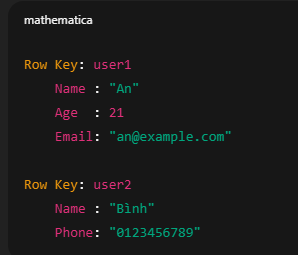 mathematica
Row Key: user1
Name : "An"
Age  : 21
Email: "an@example.com"
Row Key: user2
Name : "Bình"
Phone: "0123456789"